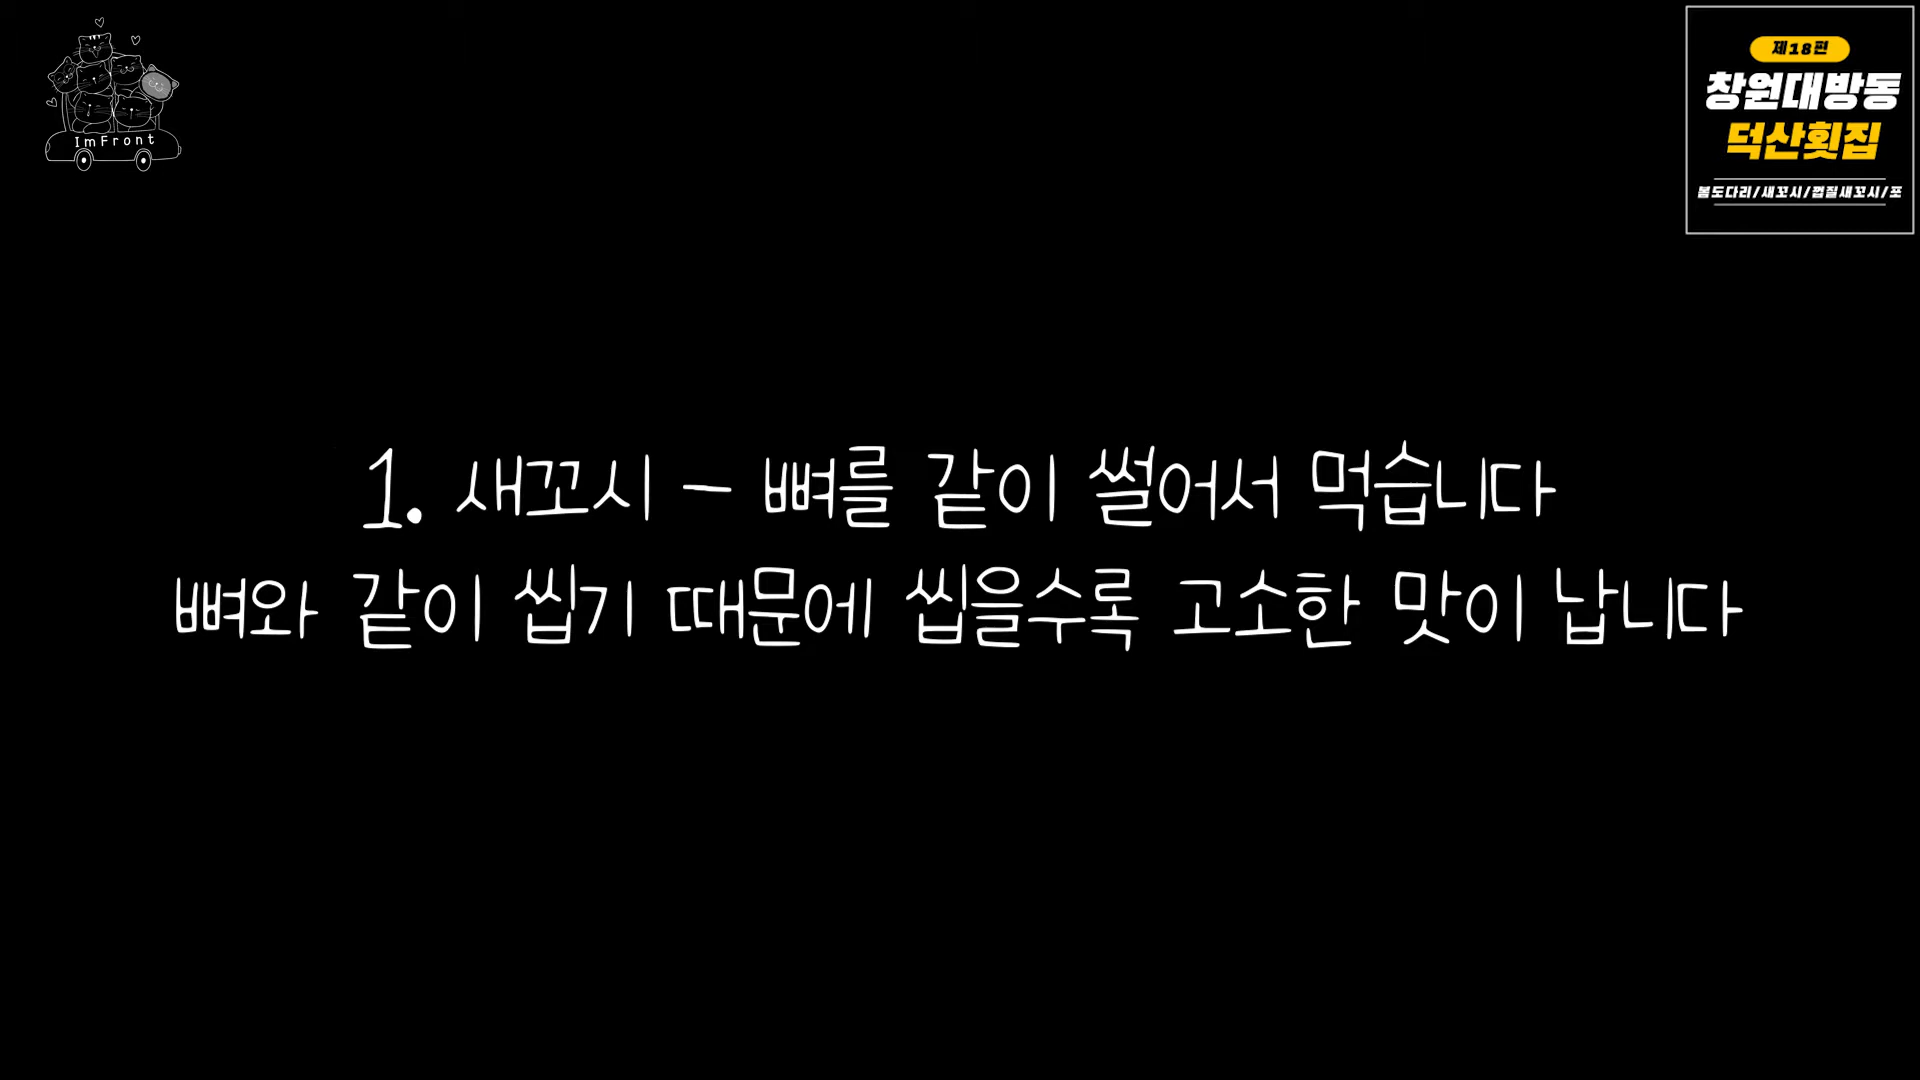 ImFront
제18편
창원대방동
덕산횟집
봄도다리/새꼬시/껍질새꼬시/포
1. 새꼬시 - 뼈를 같이 썰어서 먹습니다
뼈와 같이 씹기 때문에 씹을수록 고소한 맛이 납니다